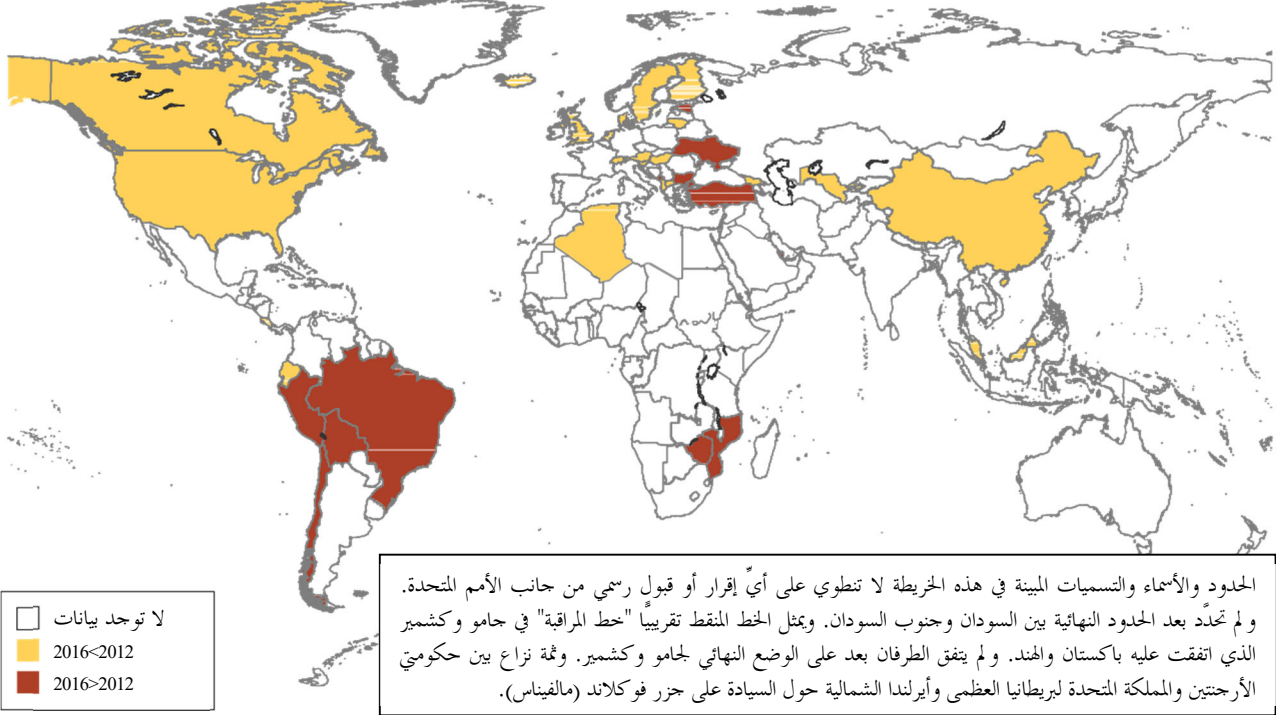 الحدود والأسماء والتسميات المبينة في هذه الخريطة لا تنطوي على أيِّ إقرار أو قبول رسمي من جانب الأمم المتحدة.
ولم تحدَّد بعد الحدود النهائية بين السودان وجنوب السودان. ويمثل الخط المنقط تقريبيًّا "خط المراقبة" في جامو وكشمير
الذي اتفقت عليه باكستان والهند. ولم يتفق الطرفان بعد على الوضع النهائي لجامو وكشمير. وثمة نزاع بين حكومتيْ
الأرجنتين والمملكة المتحدة لبريطانيا العظمى وأيرلندا الشمالية حول السيادة على جزر فوكلاند (مالفيناس).
لا توجد بيانات
2016<2012
2016>2012